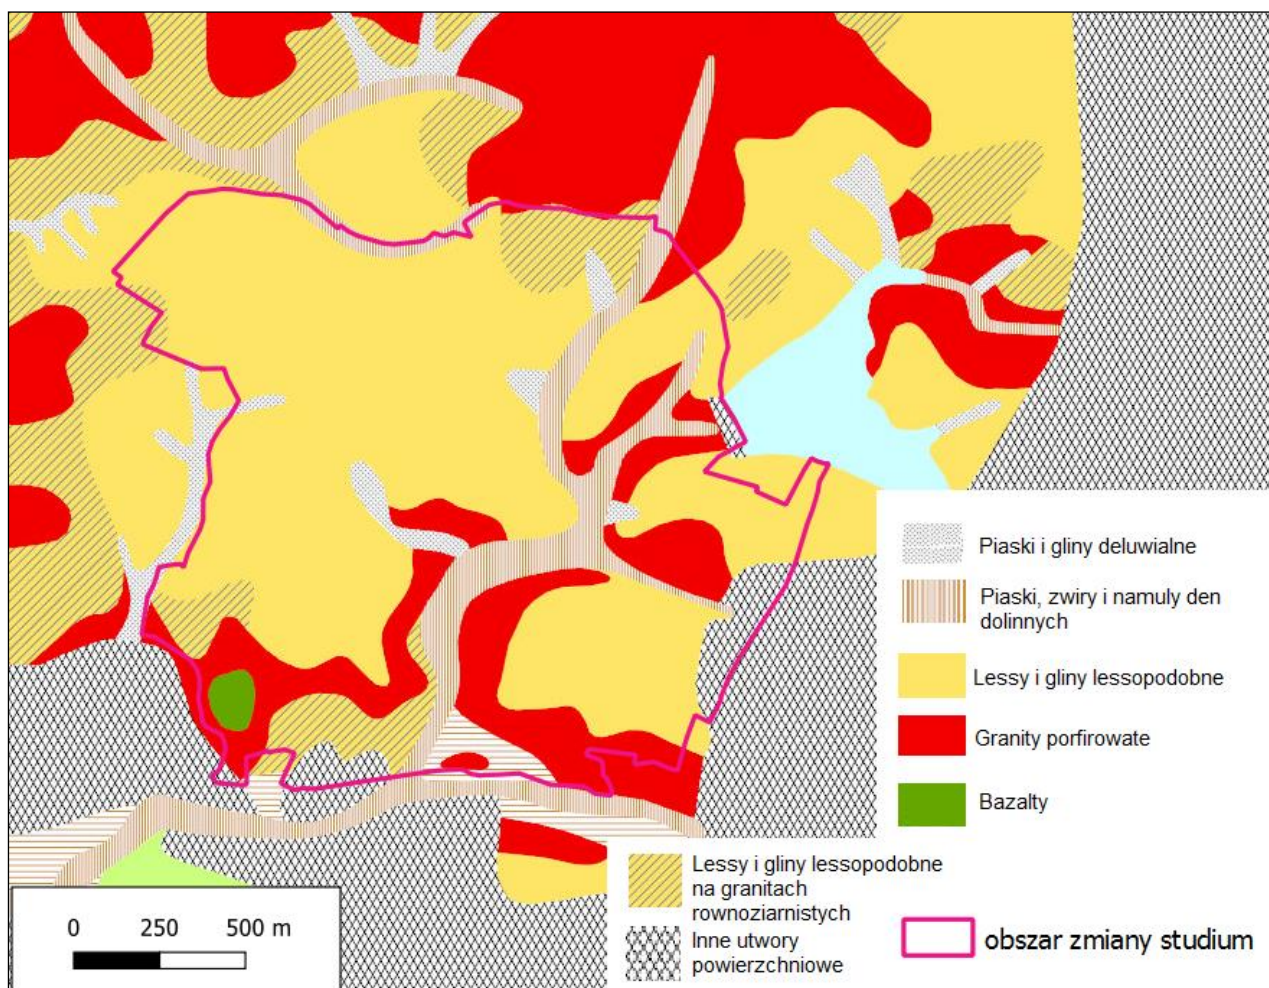 Piaski i gliny deluwialne
Piaski, zwiry i namuly den
dolinnych
Lessy i gliny lessopodobne
Granity porfirowate
Bazalty
Lessy i gliny lessopodobne
na granitach
rownoziarnistych
Inne utwory
powierzchniowe
obszar zmiany studium
0 250 500 m